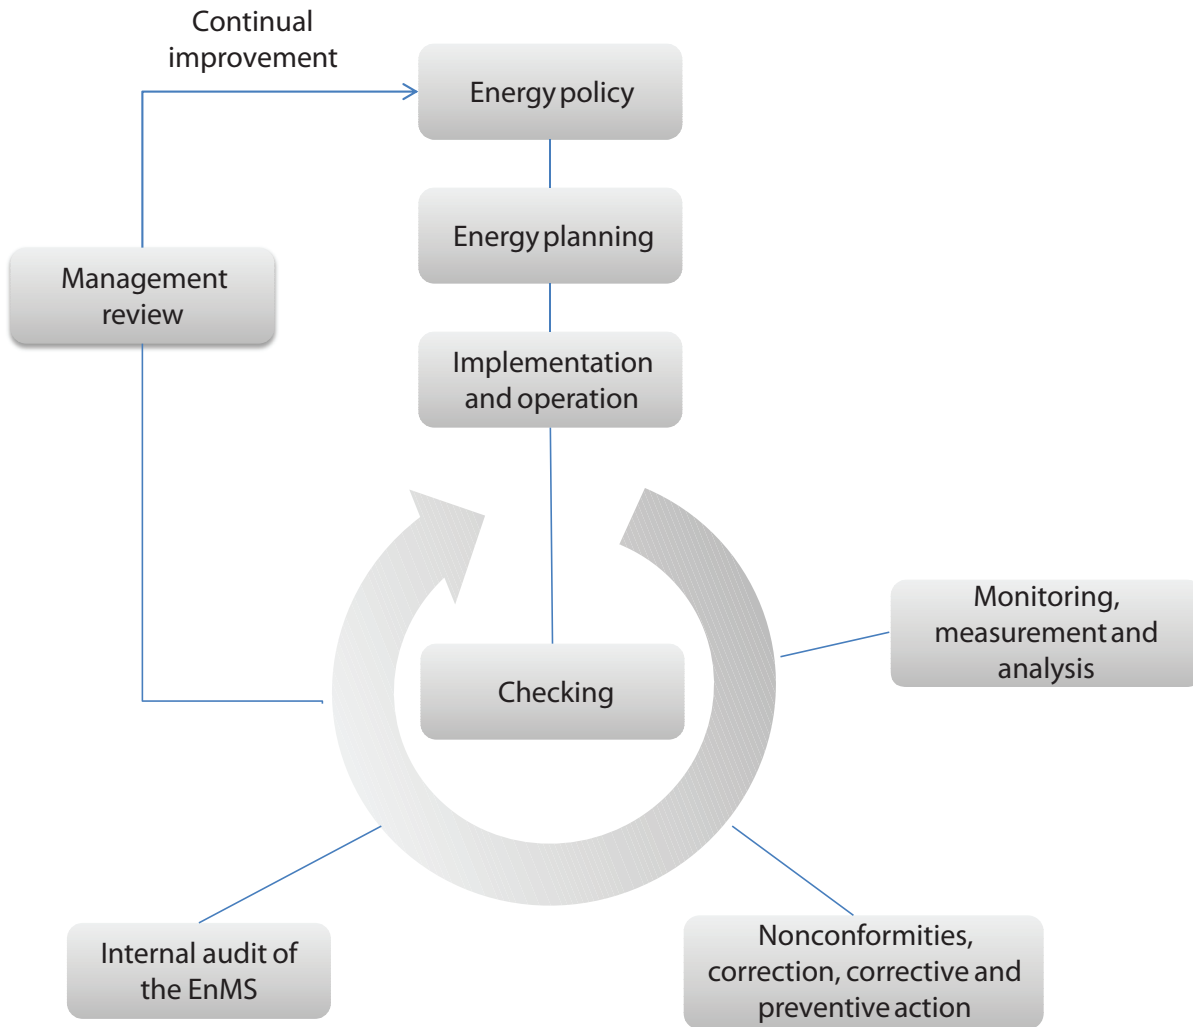 Continual
improvement
Energy policy
Energy planning
Management
review
Implementation
and operation
Monitoring,
measurement and
analysis
Checking
Internal audit of
the EnMS
Nonconformities,
correction, corrective and
preventive action